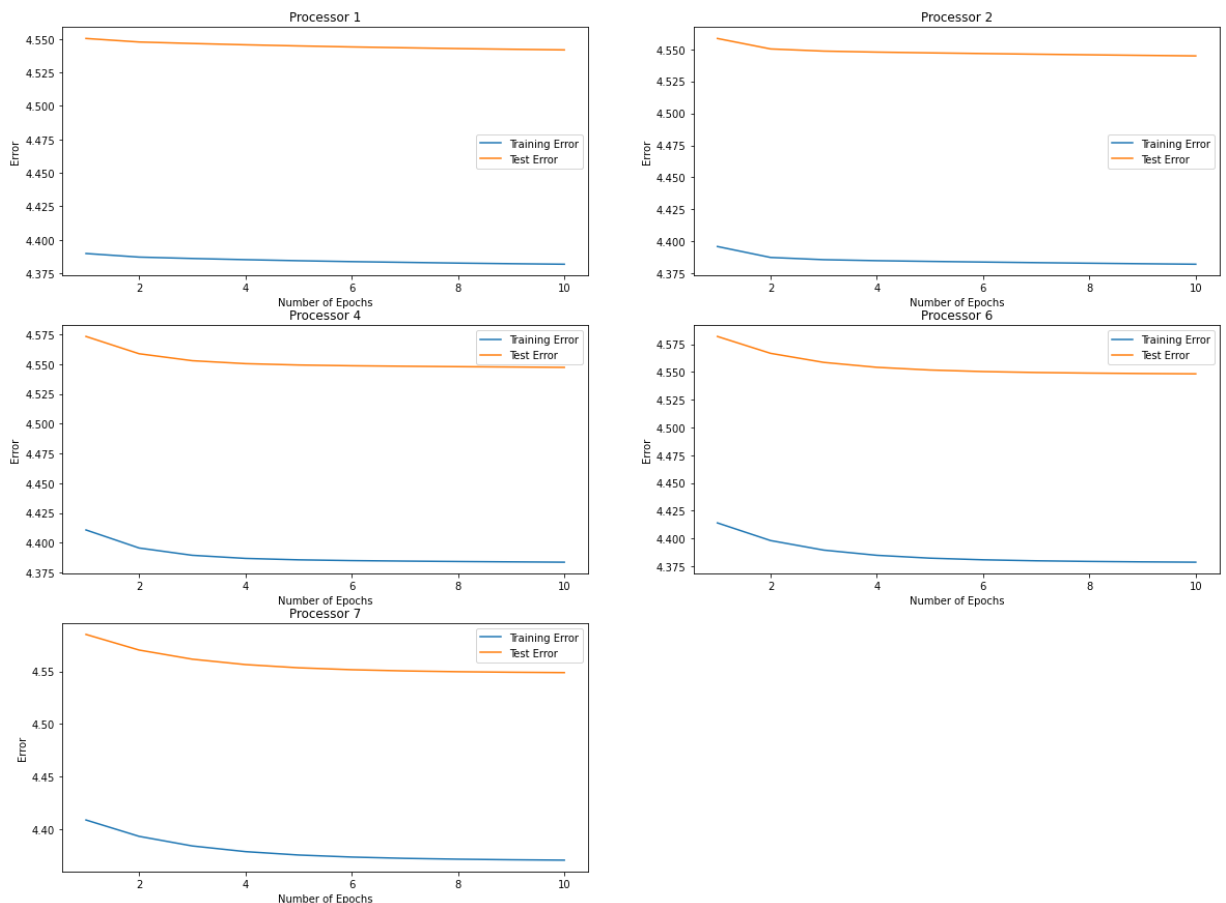 Processor 1
4.550
4.525
4.500
4.475
4.450
4.425
4.400
4.375
Error
Training Error
Test Error
2
4
6
8
10
Number of Epochs
Processor 2
4.550
4.525
4.500
4.475
4.450
4.425
4.400
4.375
Error
Training Error
Test Error
2
4
6
8
10
Number of Epochs
Processor 4
4.575
4.550
4.525
4.500
4.475
4.450
4.425
4.400
4.375
Error
Training Error
Test Error
2
4
6
8
10
Number of Epochs
Processor 6
4.575
4.550
4.525
4.500
4.475
4.450
4.425
4.400
4.375
Error
Training Error
Test Error
2
4
6
8
10
Number of Epochs
Processor 7
4.55
4.50
4.45
4.40
Error
Training Error
Test Error
2
4
6
8
10
Number of Epochs